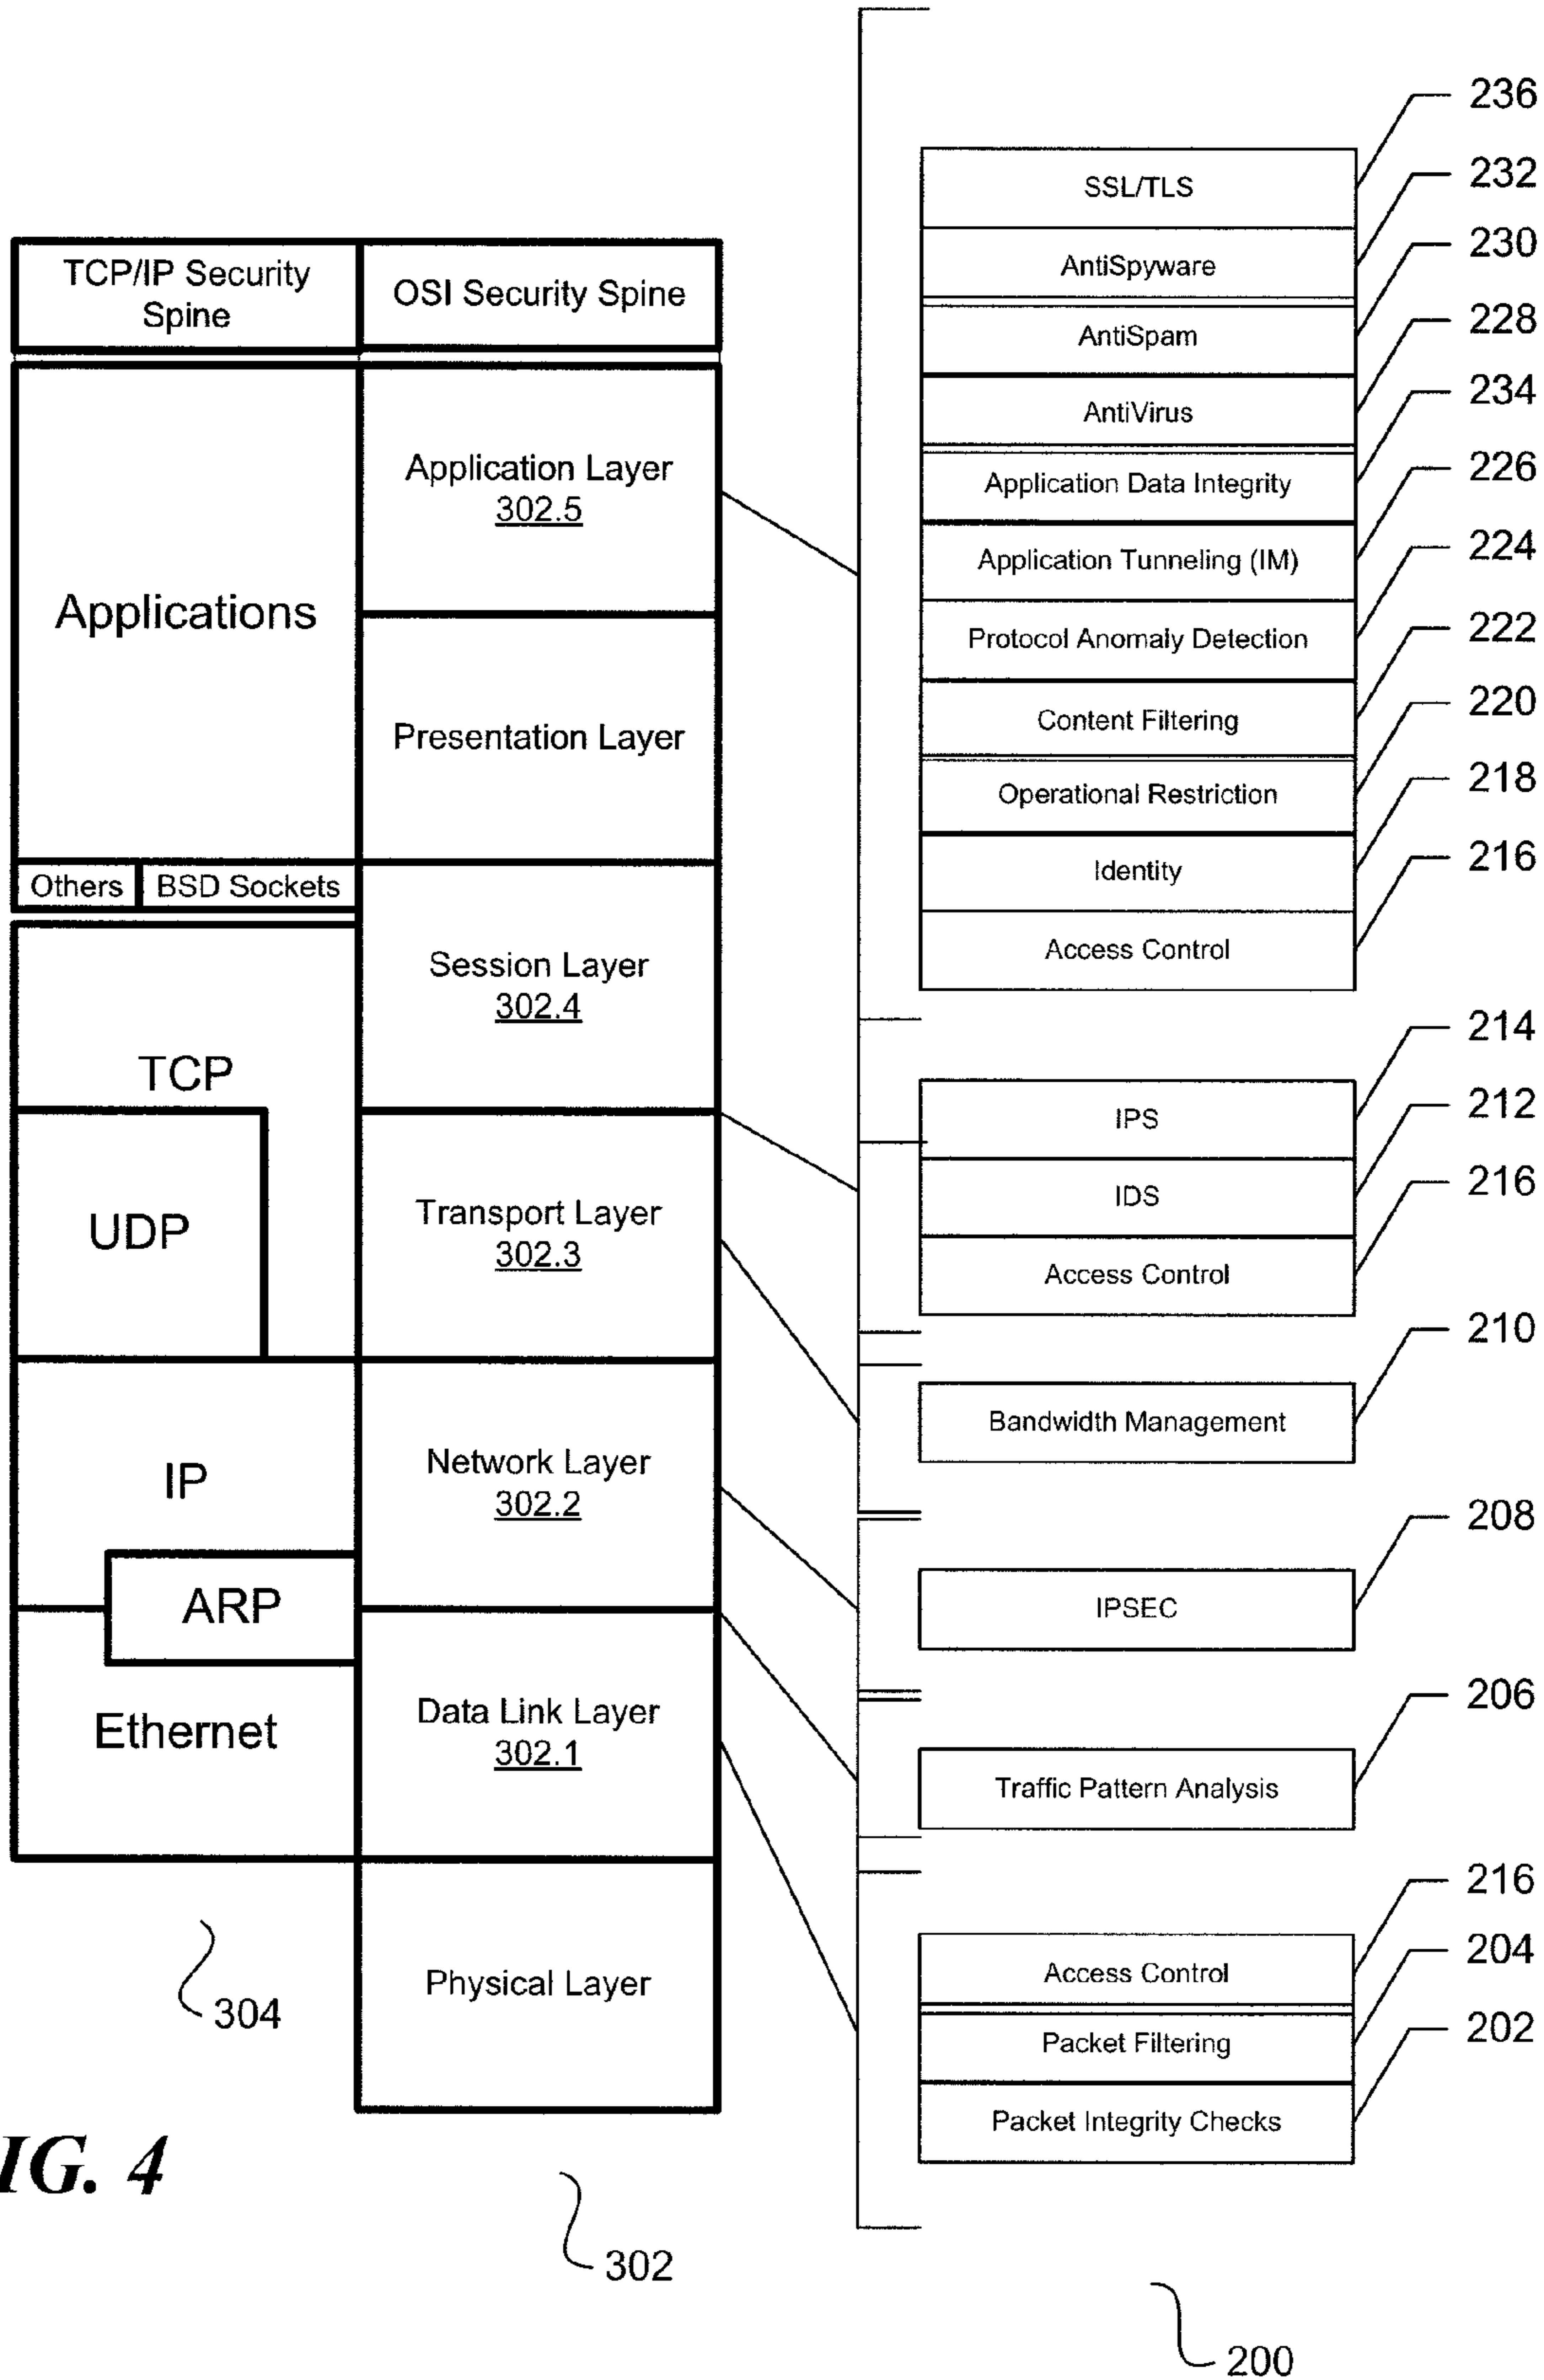 TCP/IP Security
Spine
OSI Security Spine
Applications
Others
BSD Sockets
TCP
UDP
IP
ARP
Ethernet
304
Application Layer
302.5
Presentation Layer
Session Layer
302.4
Transport Layer
302.3
Network Layer
302.2
Data Link Layer
302.1
Physical Layer
302
SSL/TLS
236
AntiSpyware
232
AntiSpam
230
AntiVirus
228
Application Data Integrity
234
Application Tunneling (IM)
226
Protocol Anomaly Detection
224
Content Filtering
222
Operational Restriction
220
Identity
218
Access Control
216
IPS
214
IDS
212
Access Control
216
Bandwidth Management
210
IPSEC
208
Traffic Pattern Analysis
206
Access Control
216
Packet Filtering
204
Packet Integrity Checks
202
200
IG. 4